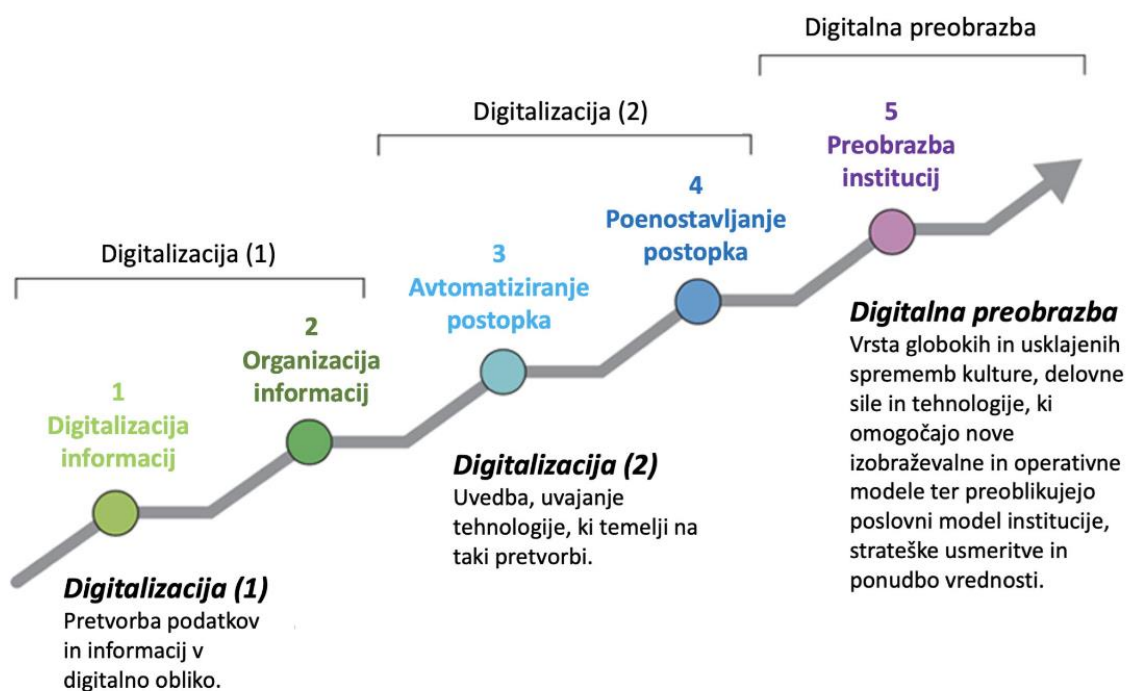 Digitalna preobrazba
Digitalizacija (2)
Digitalizacija (1)
1
Digitalizacija
informacij
2
Organizacija
informacij
3
Avtomatiziranje
postopka
4
Poenostavljanje
postopka
5
Preobrazba
institucij
Digitalizacija (1)
Pretvorba podatkov
in informacij v
digitalno obliko.
Digitalizacija (2)
Uvedba, uvajanje
tehnologije, ki temelji na
taki pretvorbi.
Digitalna preobrazba
Vrsta globokih in usklajenih
sprememb kulture, delovne
sile in tehnologije, ki
omogočajo nove
izobraževalne in operativne
modele ter preoblikujejo
poslovni model institucije,
strateške usmeritve in
ponudbo vrednosti.